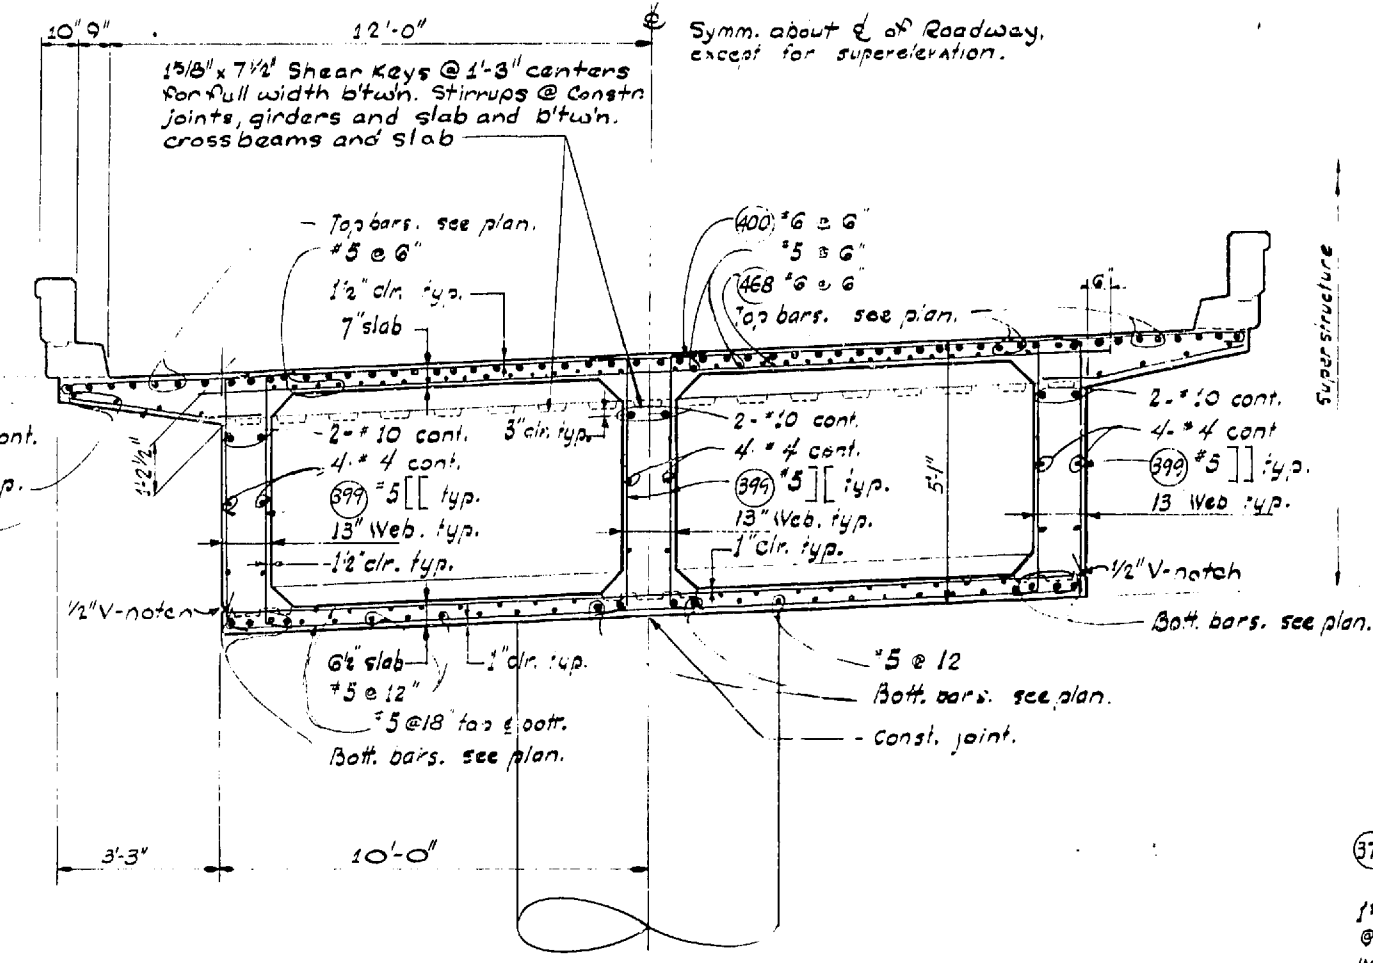 10" 9"
12'-0"
℄
Symm. about ℄ of Roadway,
except for superelevation.
15/8" x 7 1/2" Shear Keys @ 1'-3" centers
for full width b'tw'n. Stirrups @ Constr.
joints, girders and slab and b'tw'n.
cross beams and slab
Top bars. see plan.
#5 @ 6"
1 1/2" clr. typ.
7" slab
400 #6 @ 6"
#5 @ 6"
468 #6 @ 6"
Top bars. see plan.
6"
Superstructure
ont.
p.
1'-2 1/2"
2-#10 cont.
4-#4 cont.
399 #5 [[ typ.
13" Web. typ.
1 1/2" clr. typ.
3" clr. typ.
2-#10 cont.
4-#4 cont.
399 #5 ][ typ.
13" Web. typ.
1" clr. typ.
5'-1"
2-#10 cont.
4-#4 cont
399 #5 ]] typ.
13 Web typ.
1/2" V-notch
1/2" V-notch
Bott. bars. see plan.
6 1/2" slab
1" clr. typ.
#5 @ 12"
#5 @ 18" top & bott.
Bott. bars. see plan.
#5 @ 12
Bott. bars. see plan.
Const. joint.
3'-3"
10'-0"